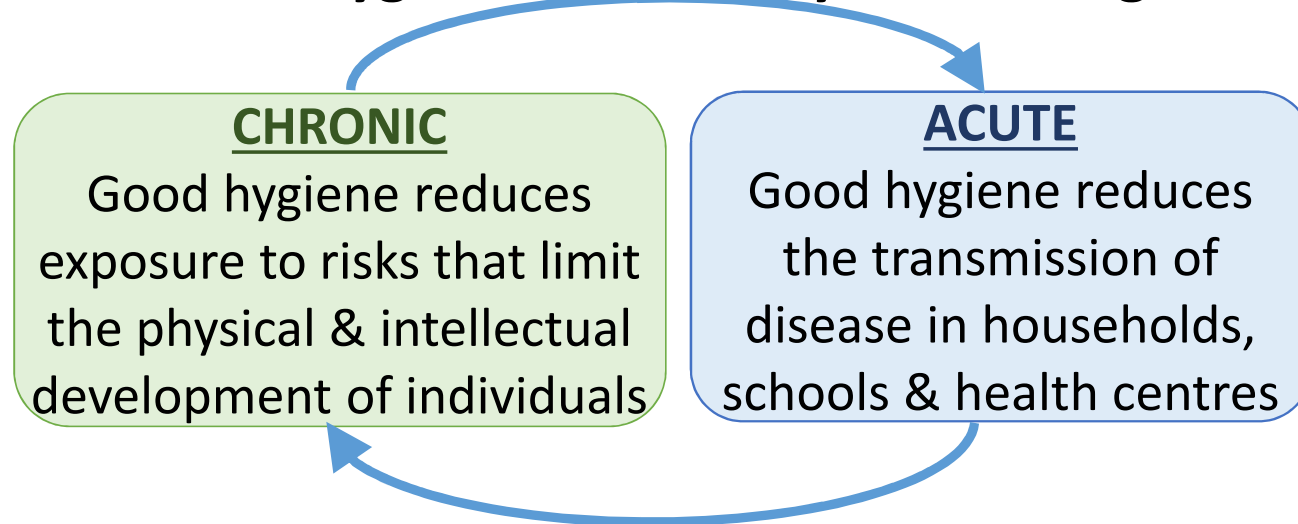 CHRONIC
Good hygiene reduces
exposure to risks that limit
the physical & intellectual
development of individuals
ACUTE
Good hygiene reduces
the transmission of
disease in households,
schools & health centres